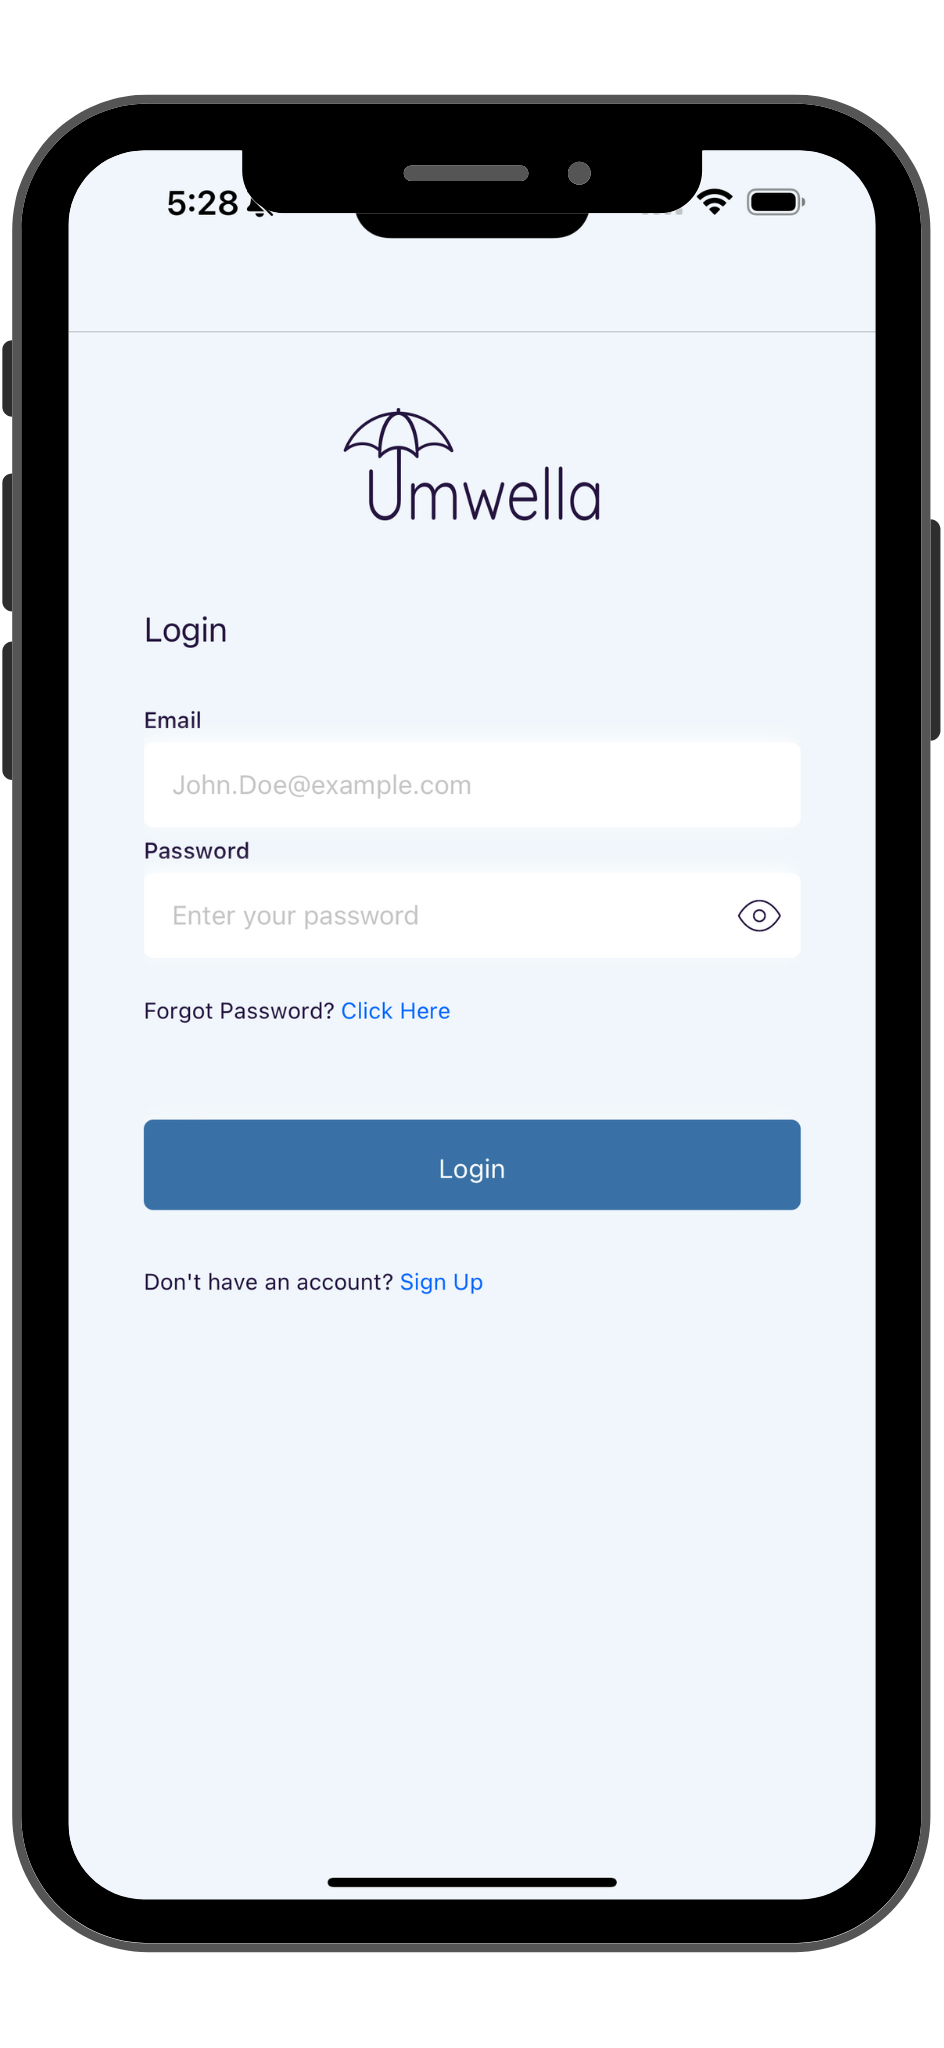 5:28
Umwella
Login
Email
John.Doe@example.com
Password
Enter your password
Forgot Password? Click Here
Login
Don't have an account? Sign Up